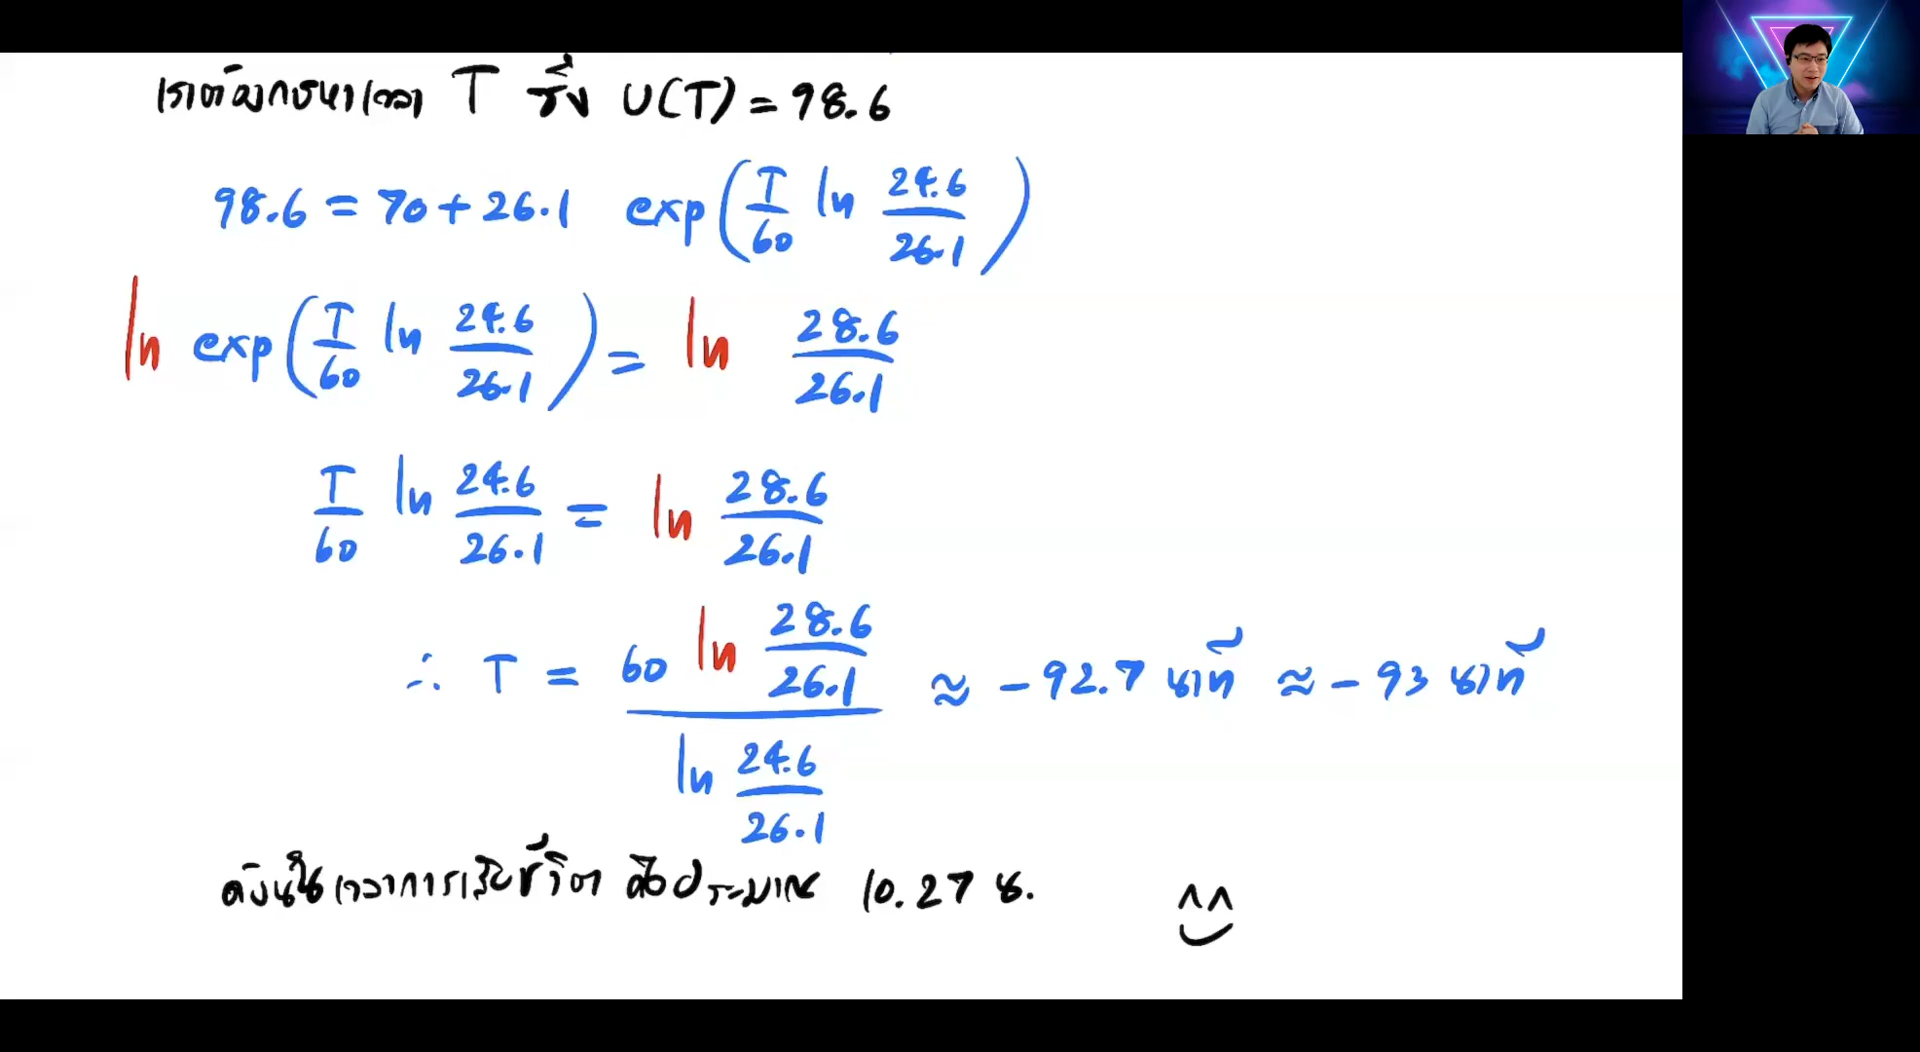 เราต้องการหาเวลา T ซึ่ง U(T) = 98.6
98.6 = 70 + 26.1 exp(T/60 ln 24.6/26.1)
ln exp(T/60 ln 24.6/26.1) = ln 28.6/26.1
T/60 ln 24.6/26.1 = ln 28.6/26.1
∴ T = 60 ln 28.6/26.1 / ln 24.6/26.1 ≈ -92.7 นาที ≈ -93 นาที
ดังนั้นเวลาการเสียชีวิต คือประมาณ 10.27 น.